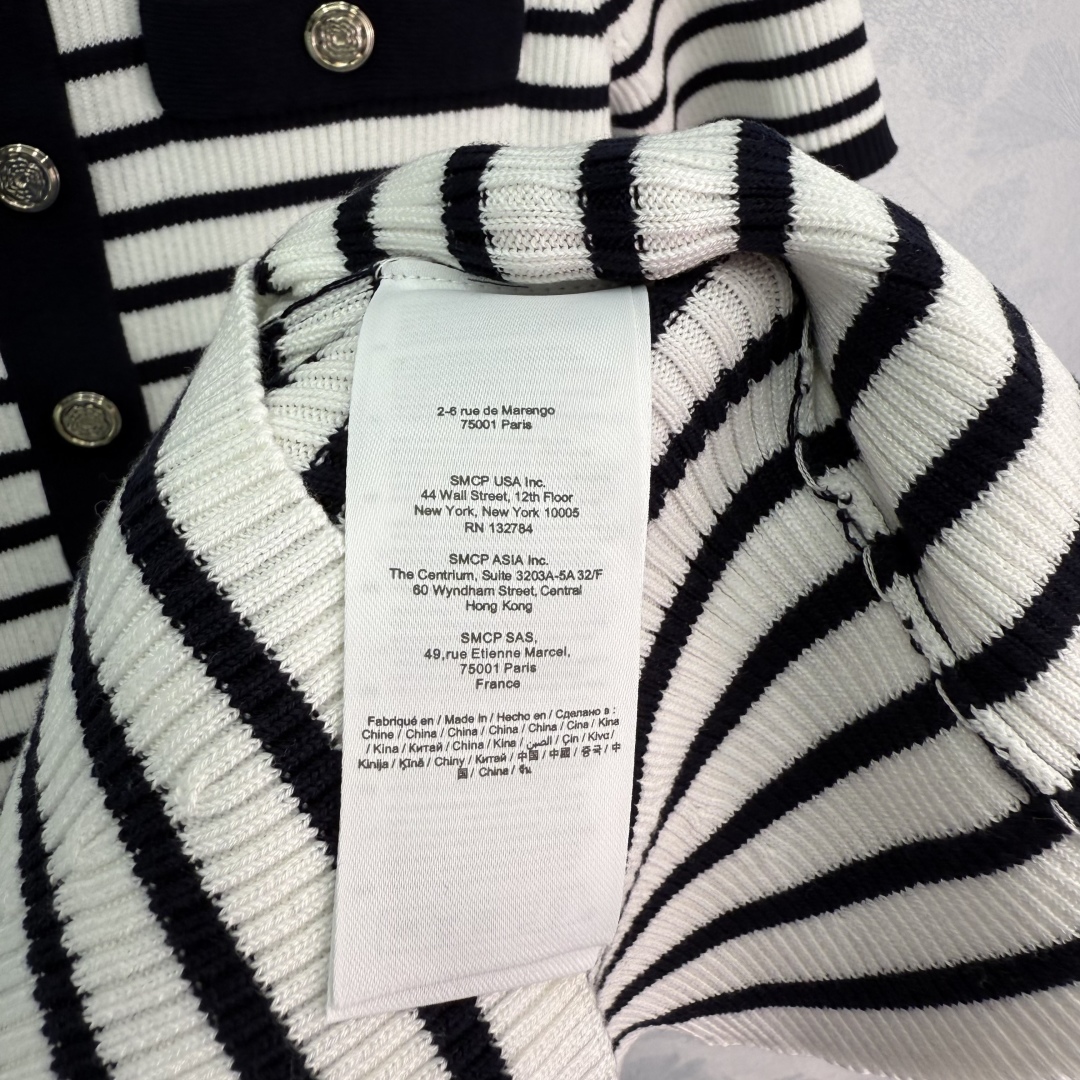 2-6 rue de Marengo
75001 Paris
SMCP USA Inc.
44 Wall Street, 12th Floor
New York, New York 10005
RN 132784
SMCP ASIA Inc.
The Centrium, Suite 3203A-5A 32/F
60 Wyndham Street, Central
Hong Kong
SMCP SAS,
49,rue Etienne Marcel,
75001 Paris
France
Fabriqué en / Made in / Hecho en / Сделано в :
Chine / China / China / China / China / Cina / Kina
/ Kina / Китай / China / Kina / الصين / Çin / Κίνα/
Kinija / Ķīnā / Chiny / Китай / 中国 / 中國 / 중국 / 中
国 / China / จีน